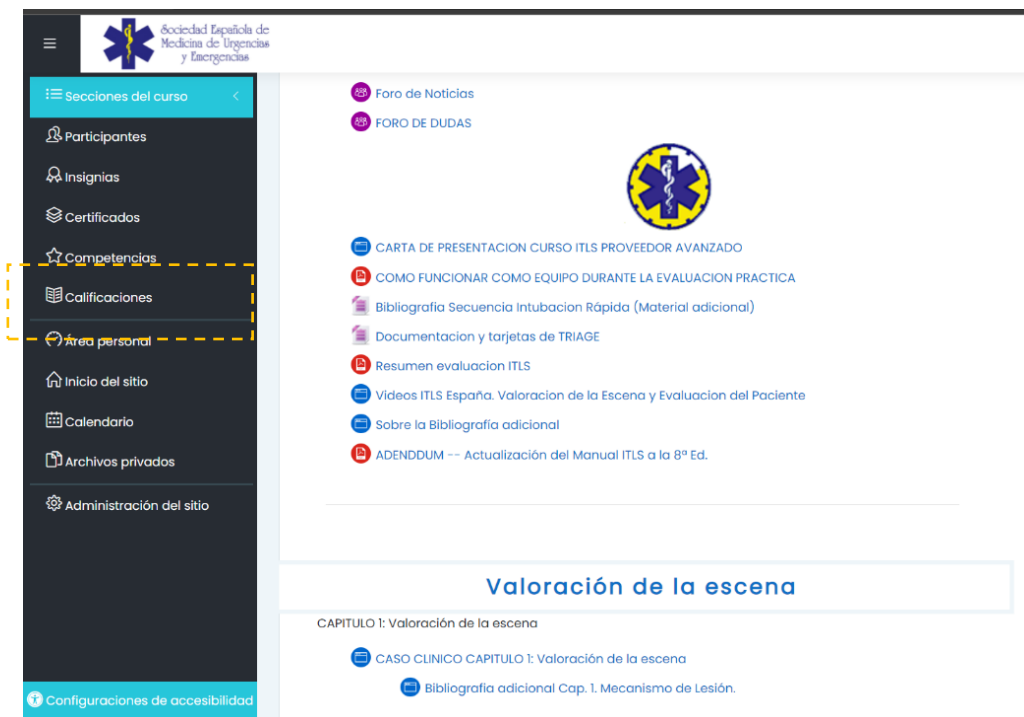 Sociedad Española de
Medicina de Urgencias
y Emergencias
Secciones del curso
Participantes
Insignias
Certificados
Competencias
Calificaciones
Área personal
Inicio del sitio
Calendario
Archivos privados
Administración del sitio
Configuraciones de accesibilidad
Foro de Noticias
FORO DE DUDAS
CARTA DE PRESENTACION CURSO ITLS PROVEEDOR AVANZADO
COMO FUNCIONAR COMO EQUIPO DURANTE LA EVALUACION PRACTICA
Bibliografia Secuencia Intubacion Rápida (Material adicional)
Documentacion y tarjetas de TRIAGE
Resumen evaluacion ITLS
Videos ITLS España. Valoracion de la Escena y Evaluacion del Paciente
Sobre la Bibliografía adicional
ADENDDUM -- Actualización del Manual ITLS a la 8ª Ed.
Valoración de la escena
CAPITULO 1: Valoración de la escena
CASO CLINICO CAPITULO 1: Valoración de la escena
Bibliografia adicional Cap. 1. Mecanismo de Lesión.